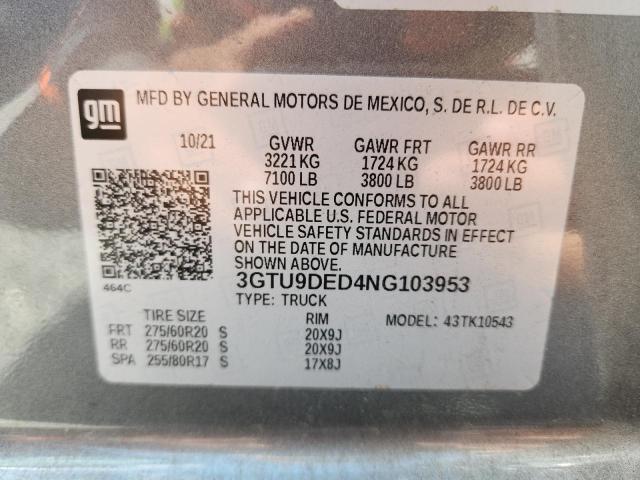 gm
MFD BY GENERAL MOTORS DE MEXICO, S. DE R.L. DE C.V.
10/21 GVWR GAWR FRT GAWR RR
3221 KG 1724 KG 1724 KG
7100 LB 3800 LB 3800 LB
THIS VEHICLE CONFORMS TO ALL
APPLICABLE U.S. FEDERAL MOTOR
VEHICLE SAFETY STANDARDS IN EFFECT
ON THE DATE OF MANUFACTURE
SHOWN ABOVE.
464C 3GTU9DED4NG103953
TYPE: TRUCK
TIRE SIZE RIM MODEL: 43TK10543
FRT 275/60R20 S 20X9J
RR 275/60R20 S 20X9J
SPA 255/80R17 S 17X8J